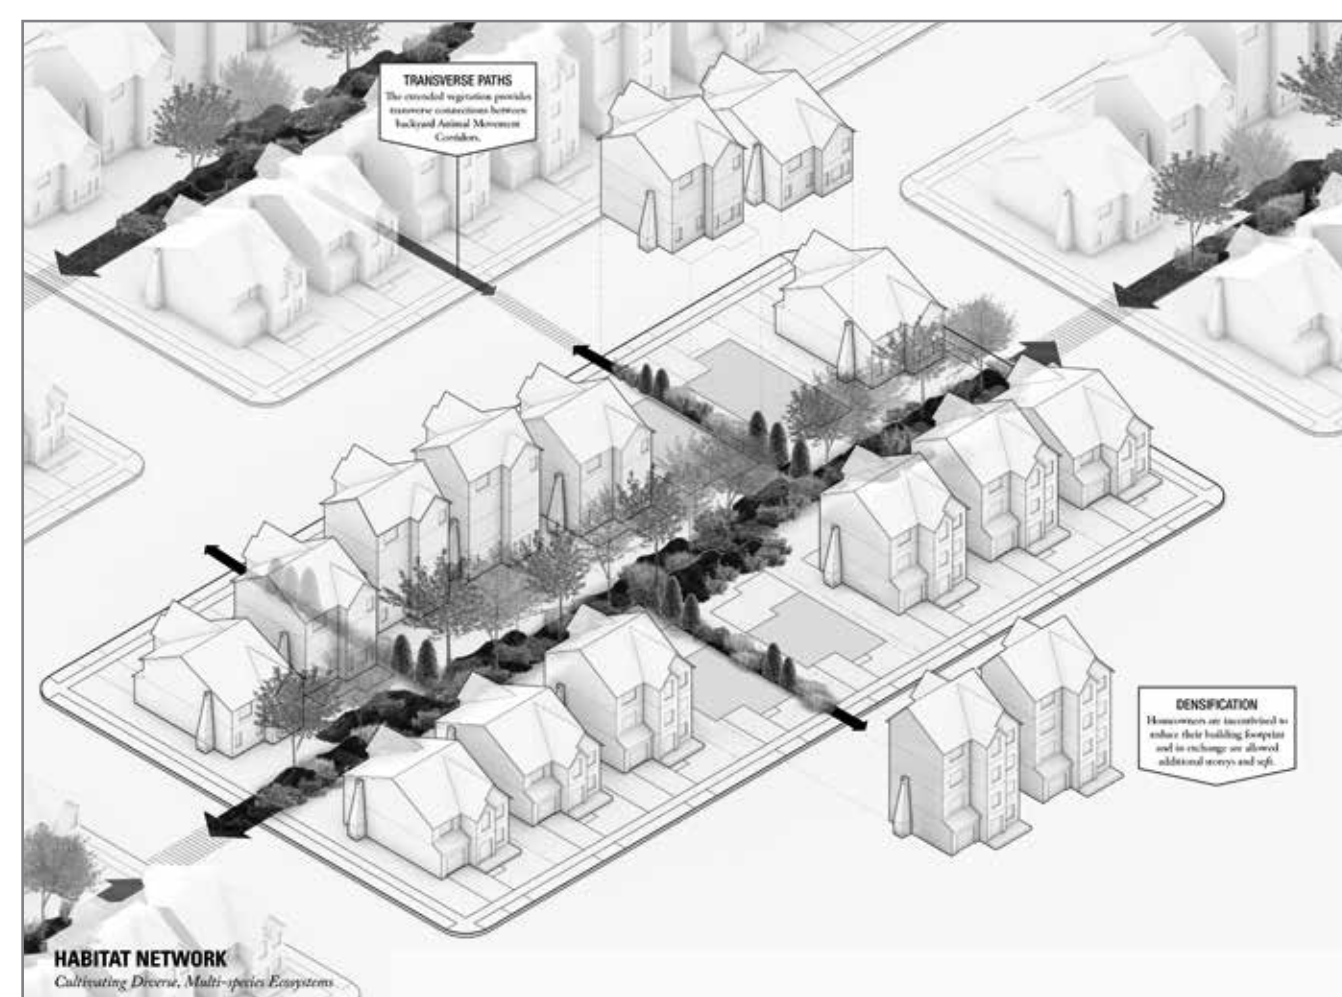 TRANSVERSE PATHS
The extended vegetation provides
transverse connections between
backyard Animal Movement
Corridors.
DENSIFICATION
Homeowners are incentivized to
reduce their building footprint
and in exchange are allowed
additional storeys and sqft.
HABITAT NETWORK
Cultivating Diverse, Multi-species Ecosystems